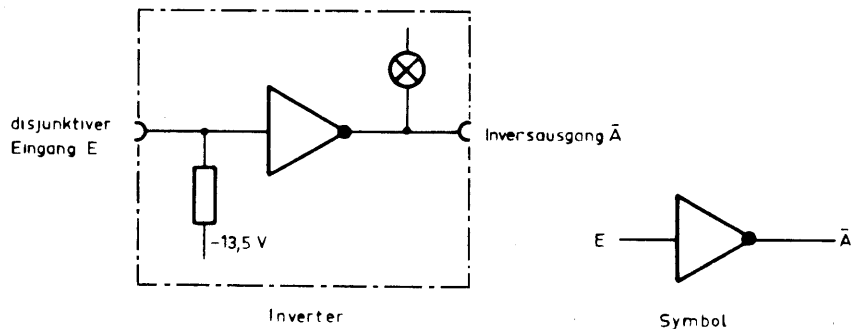 disjunktiver
Eingang E
Inversausgang Ā
-13,5 V
E
Ā
Inverter
Symbol